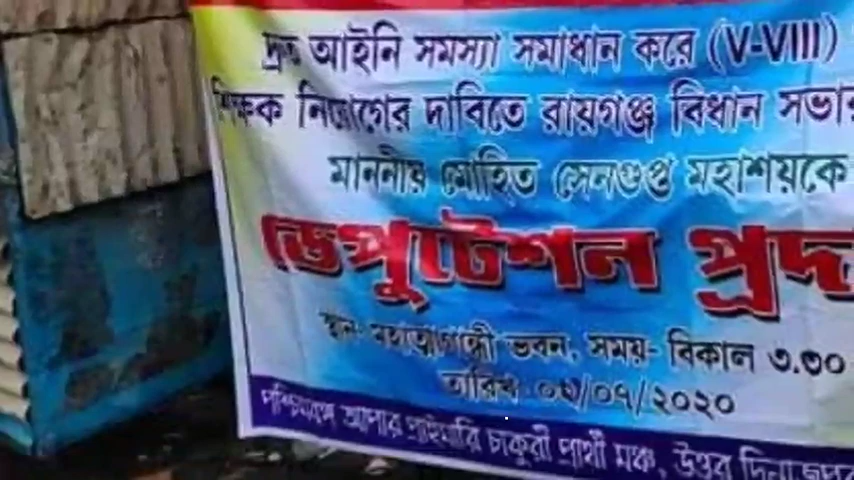 দ্রুত আইনি সমস্যা সমাধান করে (V-VIII)
শিক্ষক নিয়োগের দাবিতে রায়গঞ্জ বিধান সভার
মাননীয় মোহিত সেনগুপ্ত মহাশয়কে
ডেপুটেশন প্রদা
স্থান- মহাত্মাগান্ধী ভবন, সময়- বিকাল ৩.৩০
তারিখ /০৭/২০২০
পশ্চিমবঙ্গ আপার প্রাইমারি চাকুরী প্রার্থী মঞ্চ, উত্তর দিনাজপুর